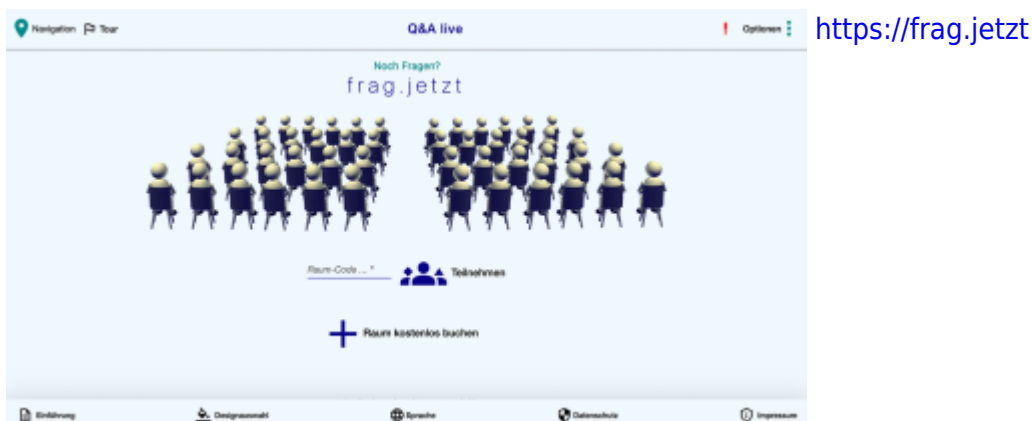 Navigation Tour Q&A live Optionen https://frag.jetzt
Noch Fragen?
frag.jetzt
Raum-Code ... * Teilnehmen
Raum kostenlos buchen
Einführung Designauswahl Sprache Datenschutz Impressum